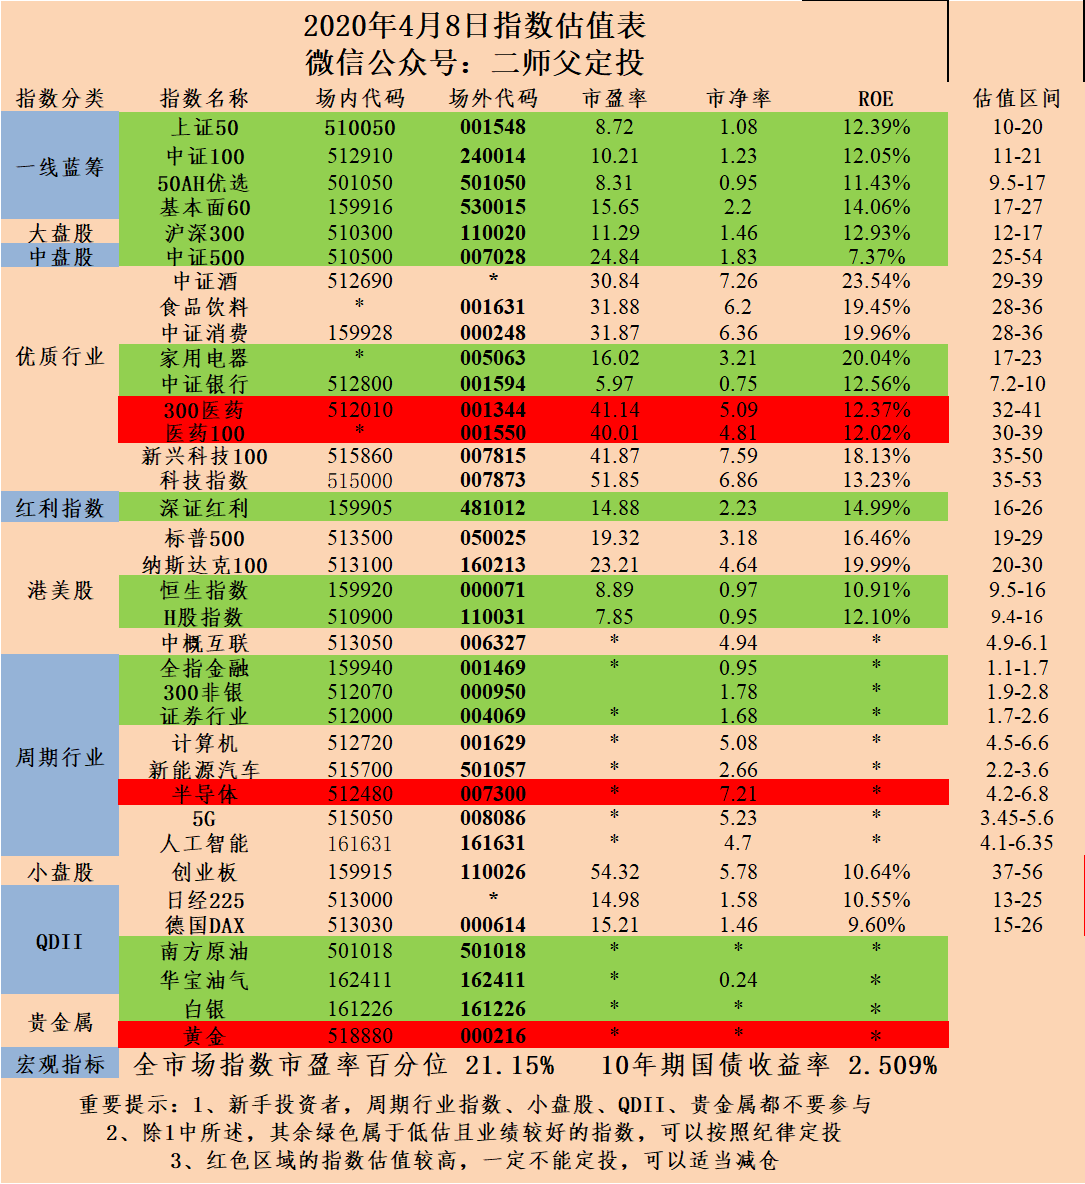 2020年4月8日指数估值表
微信公众号：二师父定投
指数分类 指数名称 场内代码 场外代码 市盈率 市净率 ROE 估值区间
一线蓝筹 上证50 510050 001548 8.72 1.08 12.39% 10-20
中证100 512910 240014 10.21 1.23 12.05% 11-21
50AH优选 501050 501050 8.31 0.95 11.43% 9.5-17
基本面60 159916 530015 15.65 2.2 14.06% 17-27
大盘股 沪深300 510300 110020 11.29 1.46 12.93% 12-17
中盘股 中证500 510500 007028 24.84 1.83 7.37% 25-54
优质行业 中证酒 512690 * 30.84 7.26 23.54% 29-39
食品饮料 * 001631 31.88 6.2 19.45% 28-36
中证消费 159928 000248 31.87 6.36 19.96% 28-36
家用电器 * 005063 16.02 3.21 20.04% 17-23
中证银行 512800 001594 5.97 0.75 12.56% 7.2-10
300医药 512010 001344 41.14 5.09 12.37% 32-41
医药100 * 001550 40.01 4.81 12.02% 30-39
新兴科技100 515860 007815 41.87 7.59 18.13% 35-50
科技指数 515000 007873 51.85 6.86 13.23% 35-53
红利指数 深证红利 159905 481012 14.88 2.23 14.99% 16-26
港美股 标普500 513500 050025 19.32 3.18 16.46% 19-29
纳斯达克100 513100 160213 23.21 4.64 19.99% 20-30
恒生指数 159920 000071 8.89 0.97 10.91% 9.5-16
H股指数 510900 110031 7.85 0.95 12.10% 9.4-16
中概互联 513050 006327 * 4.94 * 4.9-6.1
周期行业 全指金融 159940 001469 * 0.95 * 1.1-1.7
300非银 512070 000950 1.78 * 1.9-2.8
证券行业 512000 004069 * 1.68 * 1.7-2.6
计算机 512720 001629 * 5.08 * 4.5-6.6
新能源汽车 515700 501057 * 2.66 * 2.2-3.6
半导体 512480 007300 * 7.21 * 4.2-6.8
5G 515050 008086 * 5.23 * 3.45-5.6
人工智能 161631 161631 * 4.7 * 4.1-6.35
小盘股 创业板 159915 110026 54.32 5.78 10.64% 37-56
QDII 日经225 513000 * 14.98 1.58 10.55% 13-25
德国DAX 513030 000614 15.21 1.46 9.60% 15-26
南方原油 501018 501018 * * *
华宝油气 162411 162411 * 0.24 *
贵金属 白银 161226 161226 * * *
黄金 518880 000216 * * *
宏观指标 全市场指数市盈率百分位 21.15% 10年期国债收益率 2.509%
重要提示：1、新手投资者，周期行业指数、小盘股、QDII、贵金属都不要参与
2、除1中所述，其余绿色属于低估且业绩较好的指数，可以按照纪律定投
3、红色区域的指数估值较高，一定不能定投，可以适当减仓